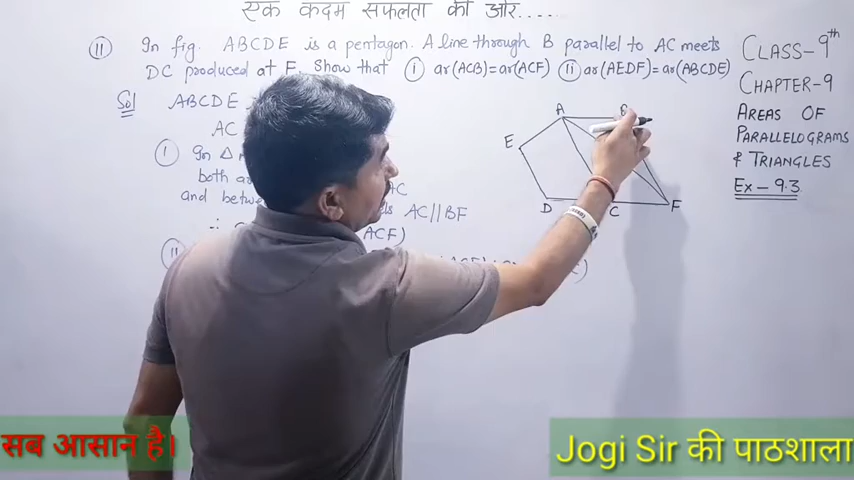 एक कदम सफलता की ओर.....
(11) In fig. ABCDE is a pentagon. A line through B parallel to AC meets
DC produced at F. Show that (i) ar(ACB)=ar(ACF) (ii) ar(AEDF)=ar(ABCDE)
Sol ABCDE
AC
(i) In △
both ar
AC
and betwe
AC||BF
ACF)
(ii)
A
E
D
C
F
CLASS-9th
CHAPTER-9
AREAS OF
PARALLELOGRAMS
& TRIANGLES
Ex-9.3
सब आसान है।
Jogi Sir की पाठशाला